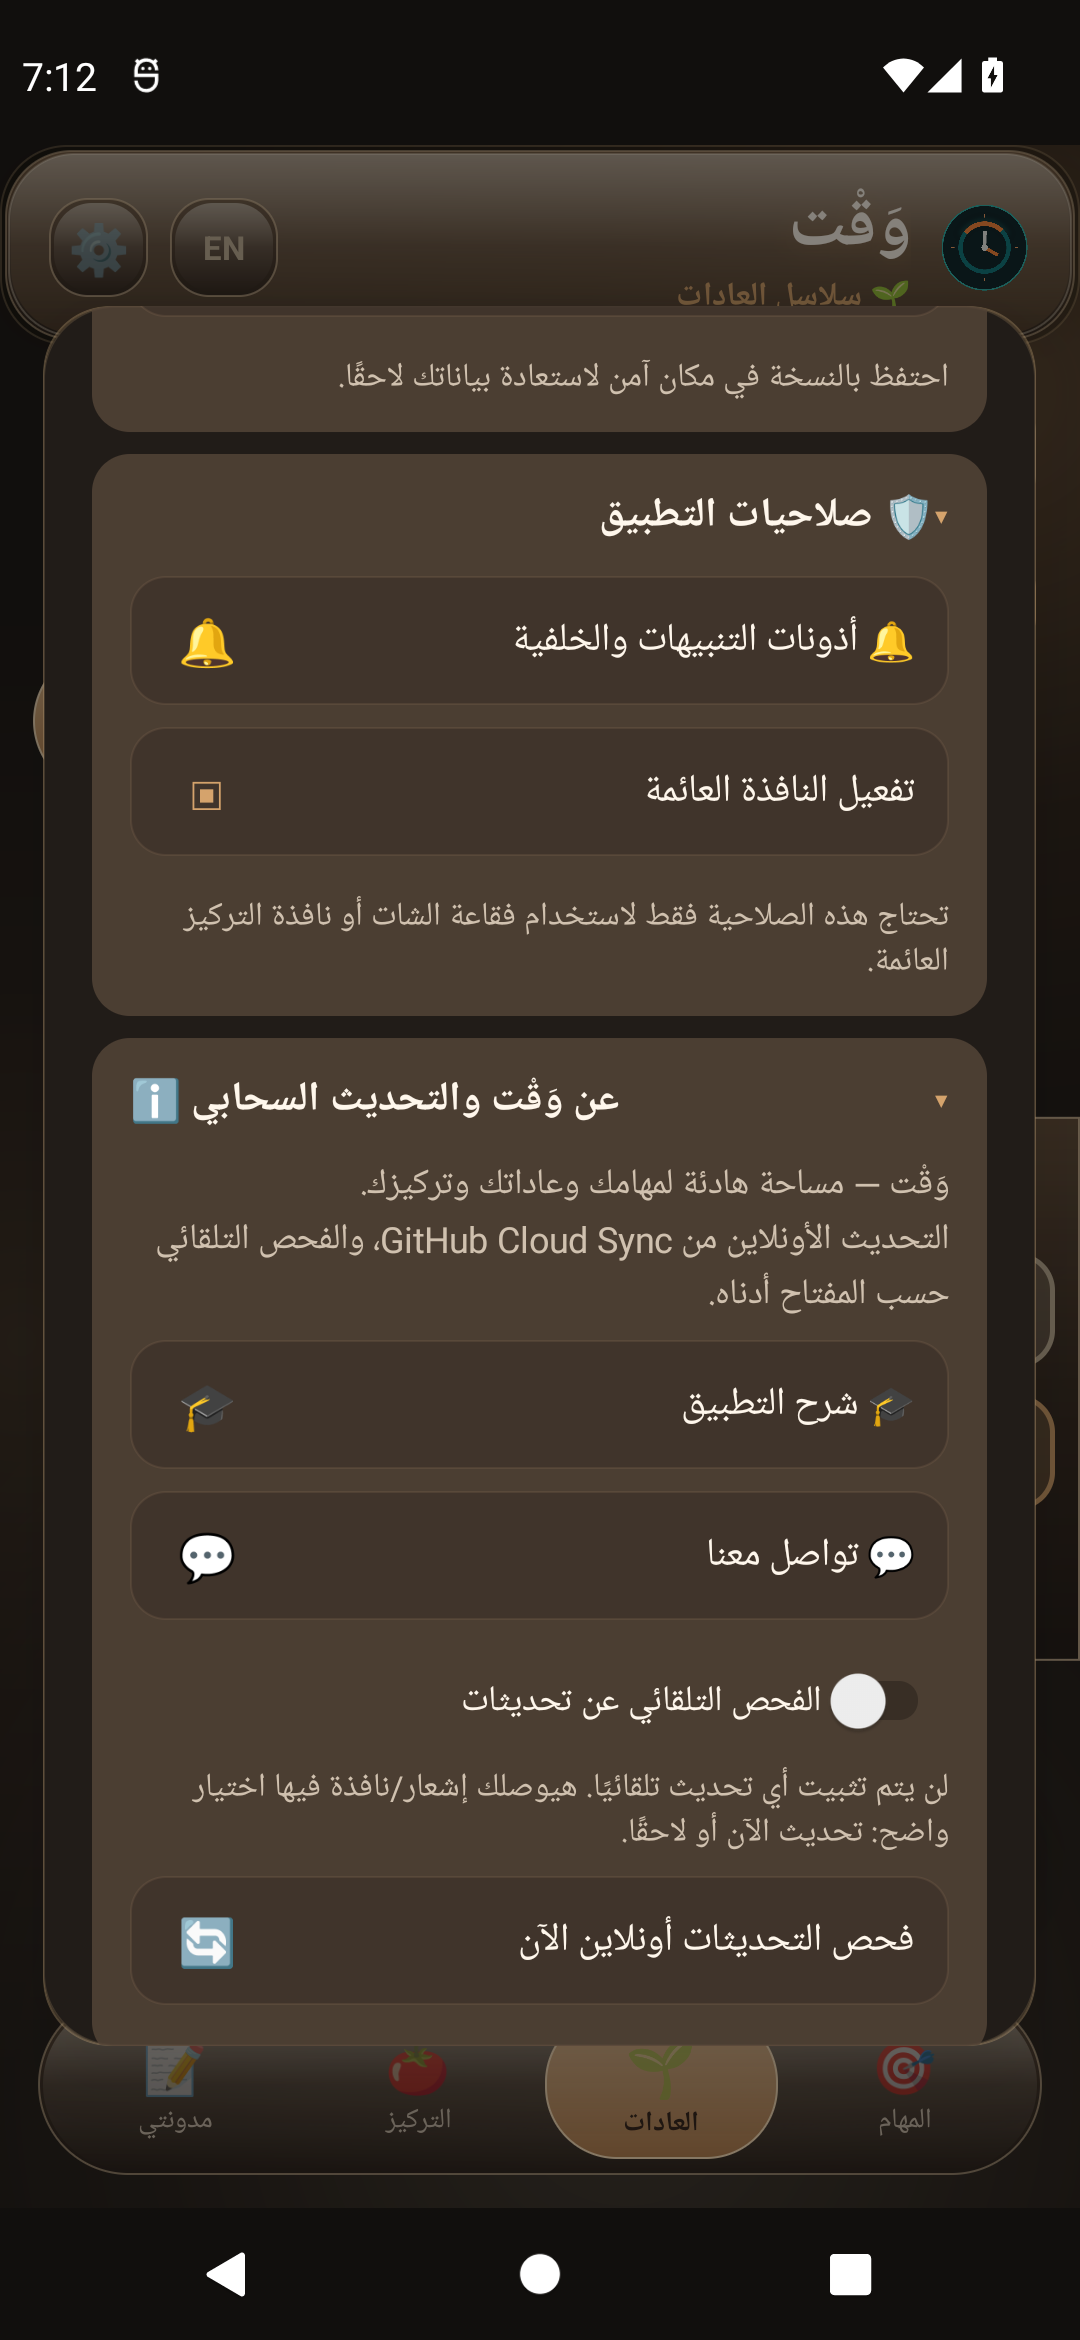 7:12
وَقْت
EN
🌱 سلاسل العادات
احتفظ بالنسخة في مكان آمن لاستعادة بياناتك لاحقًا.
▾🛡️ صلاحيات التطبيق
🔔 أذونات التنبيهات والخلفية
تفعيل النافذة العائمة
تحتاج هذه الصلاحية فقط لاستخدام فقاعة الشات أو نافذة التركيز
العائمة.
عن وَقْت والتحديث السحابي ℹ️
وَقْت — مساحة هادئة لمهامك وعاداتك وتركيزك.
التحديث الأونلاين من GitHub Cloud Sync، والفحص التلقائي
حسب المفتاح أدناه.
🎓 شرح التطبيق
💬 تواصل معنا
الفحص التلقائي عن تحديثات
لن يتم تثبيت أي تحديث تلقائيًا. هيوصلك إشعار/نافذة فيها اختيار
واضح: تحديث الآن أو لاحقًا.
فحص التحديثات أونلاين الآن
المهام
العادات
التركيز
مدونتي